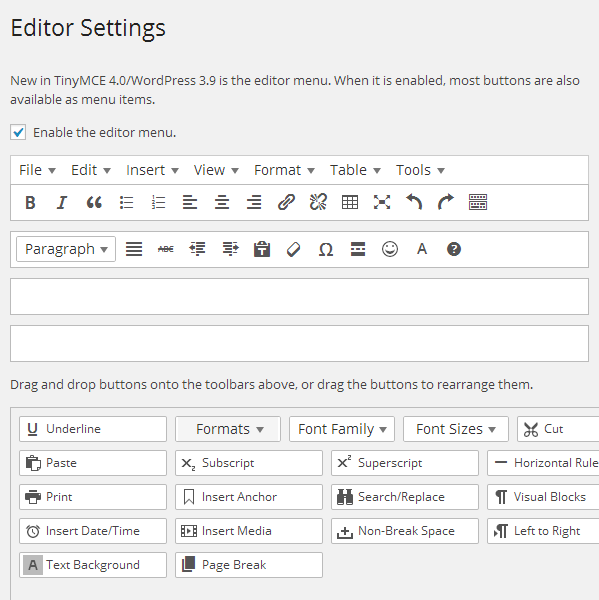 Editor Settings
New in TinyMCE 4.0/WordPress 3.9 is the editor menu. When it is enabled, most buttons are also
available as menu items.
Enable the editor menu.
File Edit Insert View Format Table Tools
B I
Paragraph ABC Ω A ?
Drag and drop buttons onto the toolbars above, or drag the buttons to rearrange them.
U Underline Formats Font Family Font Sizes Cut
Paste X₂ Subscript X² Superscript Horizontal Rule
Print Insert Anchor Search/Replace ¶ Visual Blocks
Insert Date/Time Insert Media Non-Break Space ¶ Left to Right
A Text Background Page Break